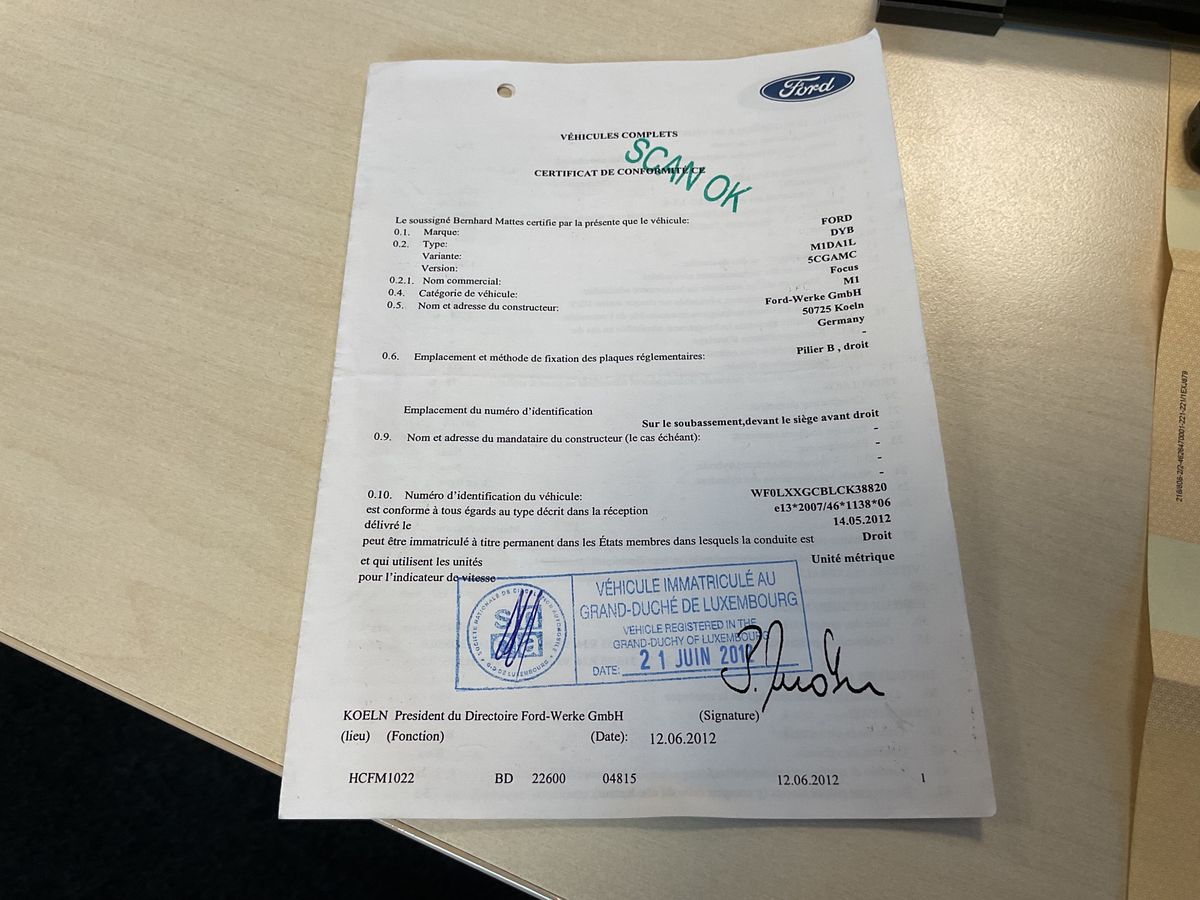 Ford
VÉHICULES COMPLETS
CERTIFICAT DE CONFORMITÉ CE
SCAN OK
Le soussigné Bernhard Mattes certifie par la présente que le véhicule:
0.1. Marque: FORD
0.2. Type: DYB
Variante: M1DA1L
Version: 5CGAMC
0.2.1. Nom commercial: Focus
0.4. Catégorie de véhicule: M1
0.5. Nom et adresse du constructeur: Ford-Werke GmbH
50725 Koeln
Germany
-
0.6. Emplacement et méthode de fixation des plaques réglementaires: Pilier B , droit
Emplacement du numéro d'identification Sur le soubassement,devant le siège avant droit
0.9. Nom et adresse du mandataire du constructeur (le cas échéant): -
-
-
-
0.10. Numéro d'identification du véhicule: WF0LXXGCBLCK38820
est conforme à tous égards au type décrit dans la réception e13*2007/46*1138*06
délivré le 14.05.2012
peut être immatriculé à titre permanent dans les États membres dans lesquels la conduite est Droit
et qui utilisent les unités Unité métrique
pour l'indicateur de vitesse
SOCIÉTÉ NATIONALE DE CIRCULATION AUTOMOBILE
G-D DE LUXEMBOURG
VÉHICULE IMMATRICULÉ AU
GRAND-DUCHÉ DE LUXEMBOURG
VEHICLE REGISTERED IN THE
GRAND-DUCHY OF LUXEMBOURG
DATE: 21 JUIN 201
KOELN President du Directoire Ford-Werke GmbH (Signature)
(lieu) (Fonction) (Date): 12.06.2012
HCFM1022 BD 22600 04815 12.06.2012 1